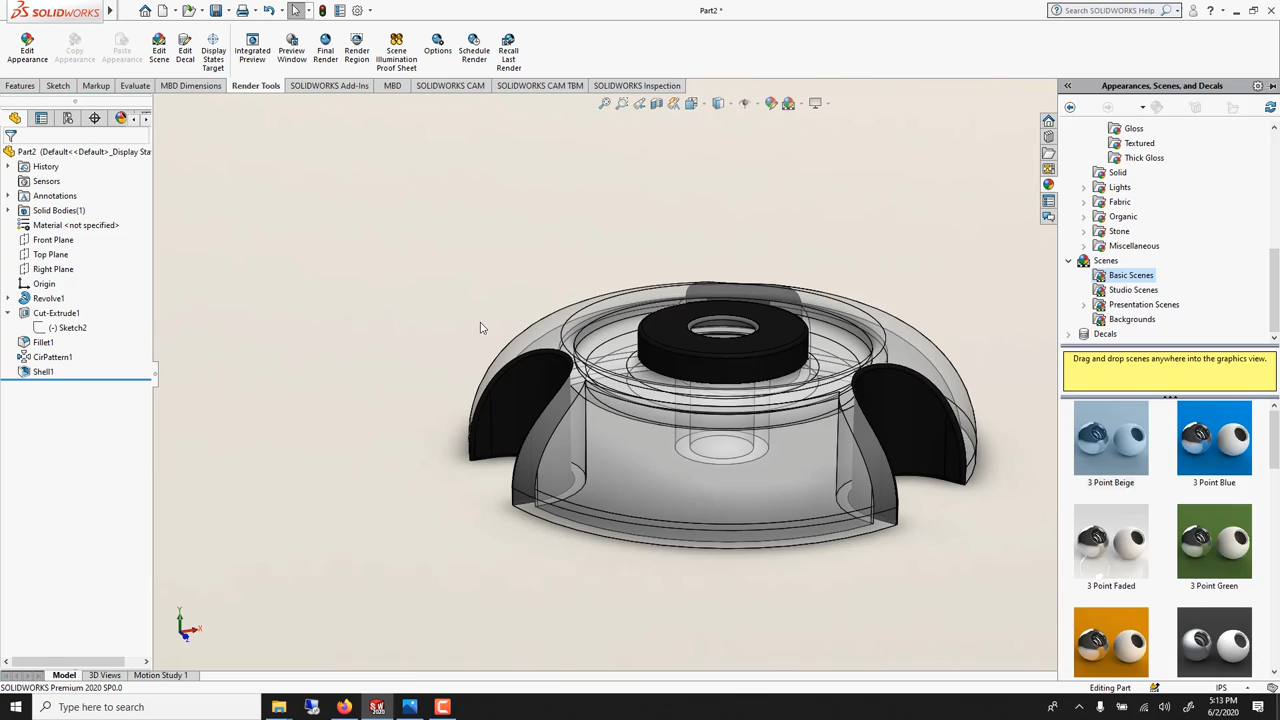 SOLIDWORKS
Part2 *
Search SOLIDWORKS Help
Edit Appearance
Copy Appearance
Paste Appearance
Edit Scene
Edit Decal
Display States Target
Integrated Preview
Preview Window
Final Render
Render Region
Scene Illumination Proof Sheet
Options
Schedule Render
Recall Last Render
Features
Sketch
Markup
Evaluate
MBD Dimensions
Render Tools
SOLIDWORKS Add-Ins
MBD
SOLIDWORKS CAM
SOLIDWORKS CAM TBM
SOLIDWORKS Inspection
Part2 (Default<<Default>_Display Sta
History
Sensors
Annotations
Solid Bodies(1)
Material <not specified>
Front Plane
Top Plane
Right Plane
Origin
Revolve1
Cut-Extrude1
(-) Sketch2
Fillet1
CirPattern1
Shell1
Y
X
Z
Appearances, Scenes, and Decals
Gloss
Textured
Thick Gloss
Solid
Lights
Fabric
Organic
Stone
Miscellaneous
Scenes
Basic Scenes
Studio Scenes
Presentation Scenes
Backgrounds
Decals
Drag and drop scenes anywhere into the graphics view.
3 Point Beige
3 Point Blue
3 Point Faded
3 Point Green
Model
3D Views
Motion Study 1
SOLIDWORKS Premium 2020 SP0.0
Editing Part
IPS
Type here to search
SW
2020
5:13 PM
6/2/2020